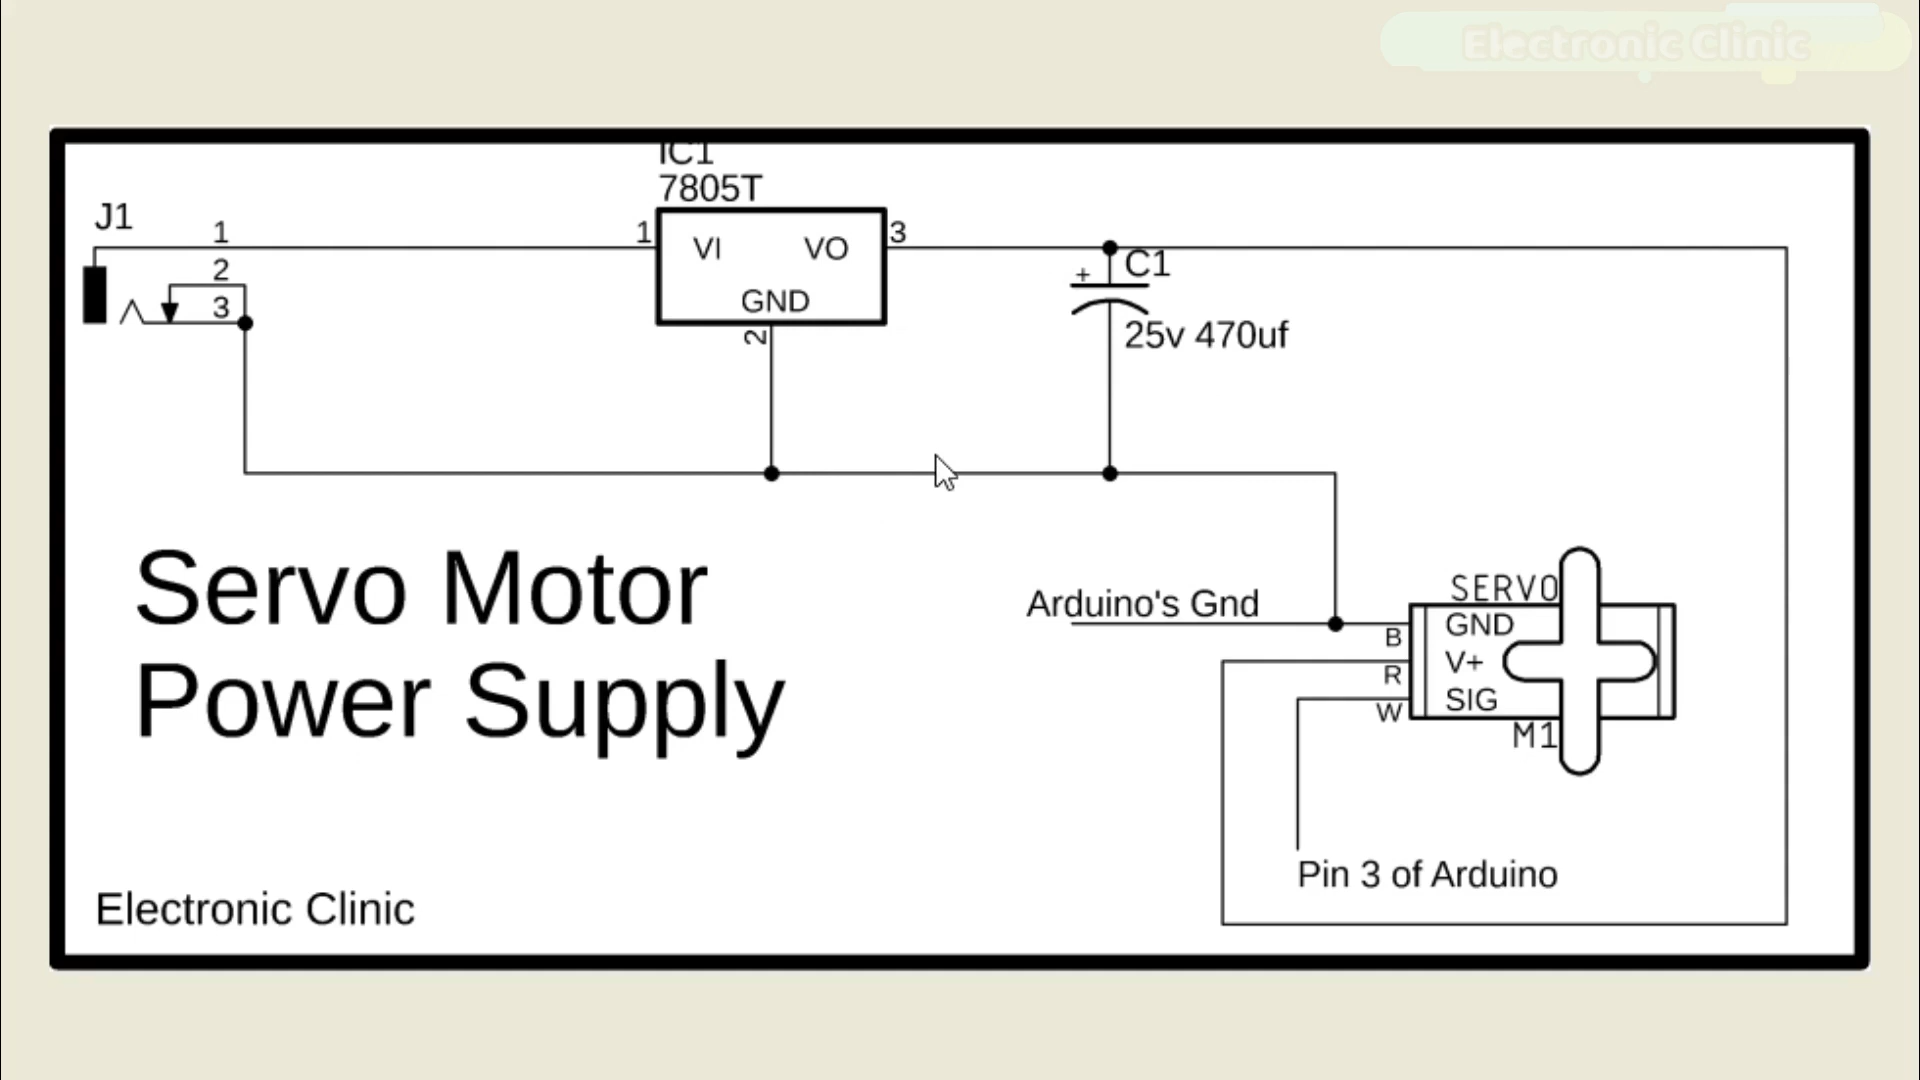 Electronic Clinic
IC1
7805T
J1
1
2
3
1
VI
VO
3
GND
2
+
C1
25v 470uf
Servo Motor
Power Supply
Arduino's Gnd
SERVO
B
GND
R
V+
W
SIG
M1
Pin 3 of Arduino
Electronic Clinic